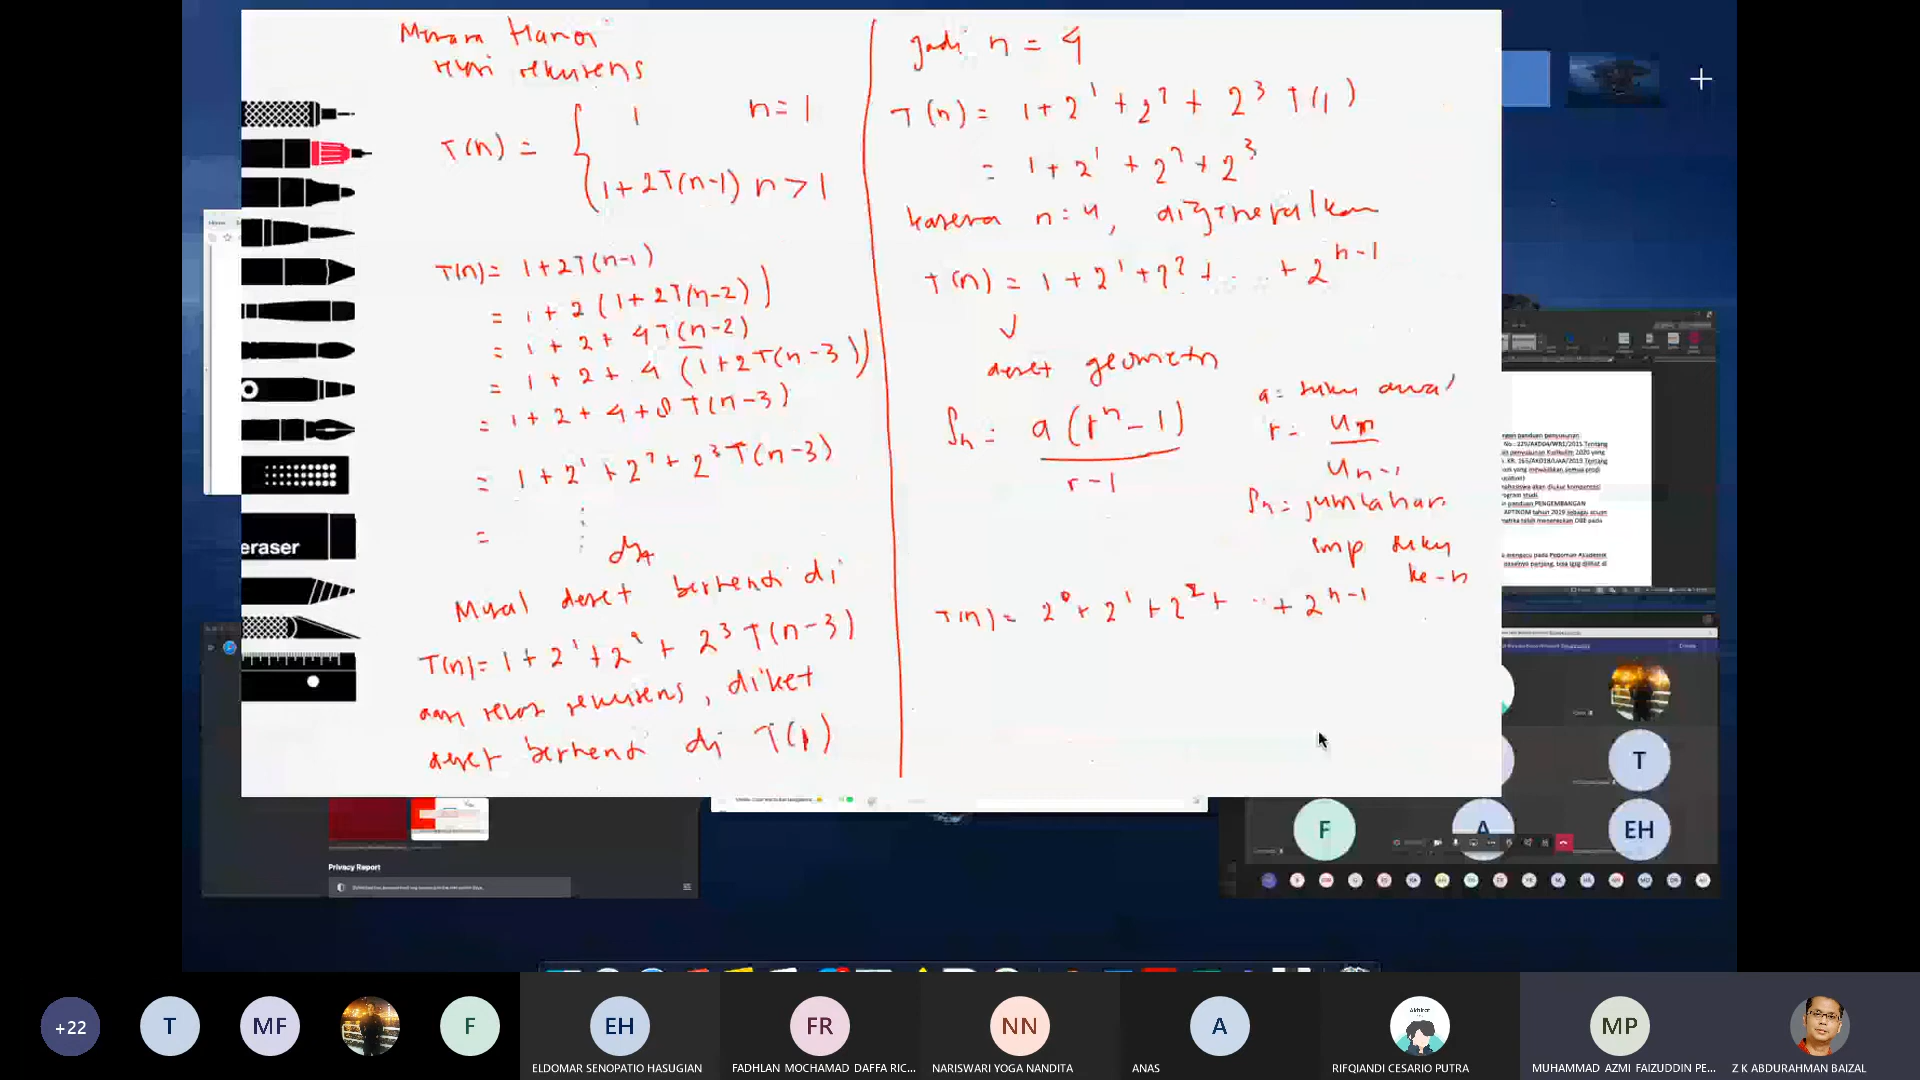 Menara Hanoi
relasi rekurens
T(n) = { 1 n = 1
1 + 2T(n-1) n > 1
T(n) = 1 + 2T(n-1)
= 1 + 2 (1 + 2T(n-2))
= 1 + 2 + 4T(n-2)
= 1 + 2 + 4 (1 + 2T(n-3))
= 1 + 2 + 4 + 8 T(n-3)
= 1 + 2¹ + 2² + 2³ T(n-3)
=
⋮
dst
Misal deret berhenti di
T(n) = 1 + 2¹ + 2² + 2³ T(n-3)
dari relasi rekurens, diket
deret berhenti di T(1)
jadi n = 4
T(n) = 1 + 2¹ + 2² + 2³ T(1)
= 1 + 2¹ + 2² + 2³
karena n = 4, digeneralkan
T(n) = 1 + 2¹ + 2² + ... + 2ⁿ⁻¹
↓
deret geometri
Sn = a (rⁿ - 1) / r - 1
a = suku awal
r = Un / Un-1
Sn = jumlah dari
smp suku
ke-n
T(n) = 2⁰ + 2¹ + 2² + ... + 2ⁿ⁻¹
eraser
Privacy Report
F
A
EH
T
+22
T
MF
F
EH
ELDOMAR SENOPATIO HASUGIAN
FR
FADHLAN MOCHAMAD DAFFA RIC...
NN
NARISWARI YOGA NANDITA
A
ANAS
RIFQIANDI CESARIO PUTRA
MP
MUHAMMAD AZMI FAIZUDDIN PE...
Z K ABDURAHMAN BAIZAL